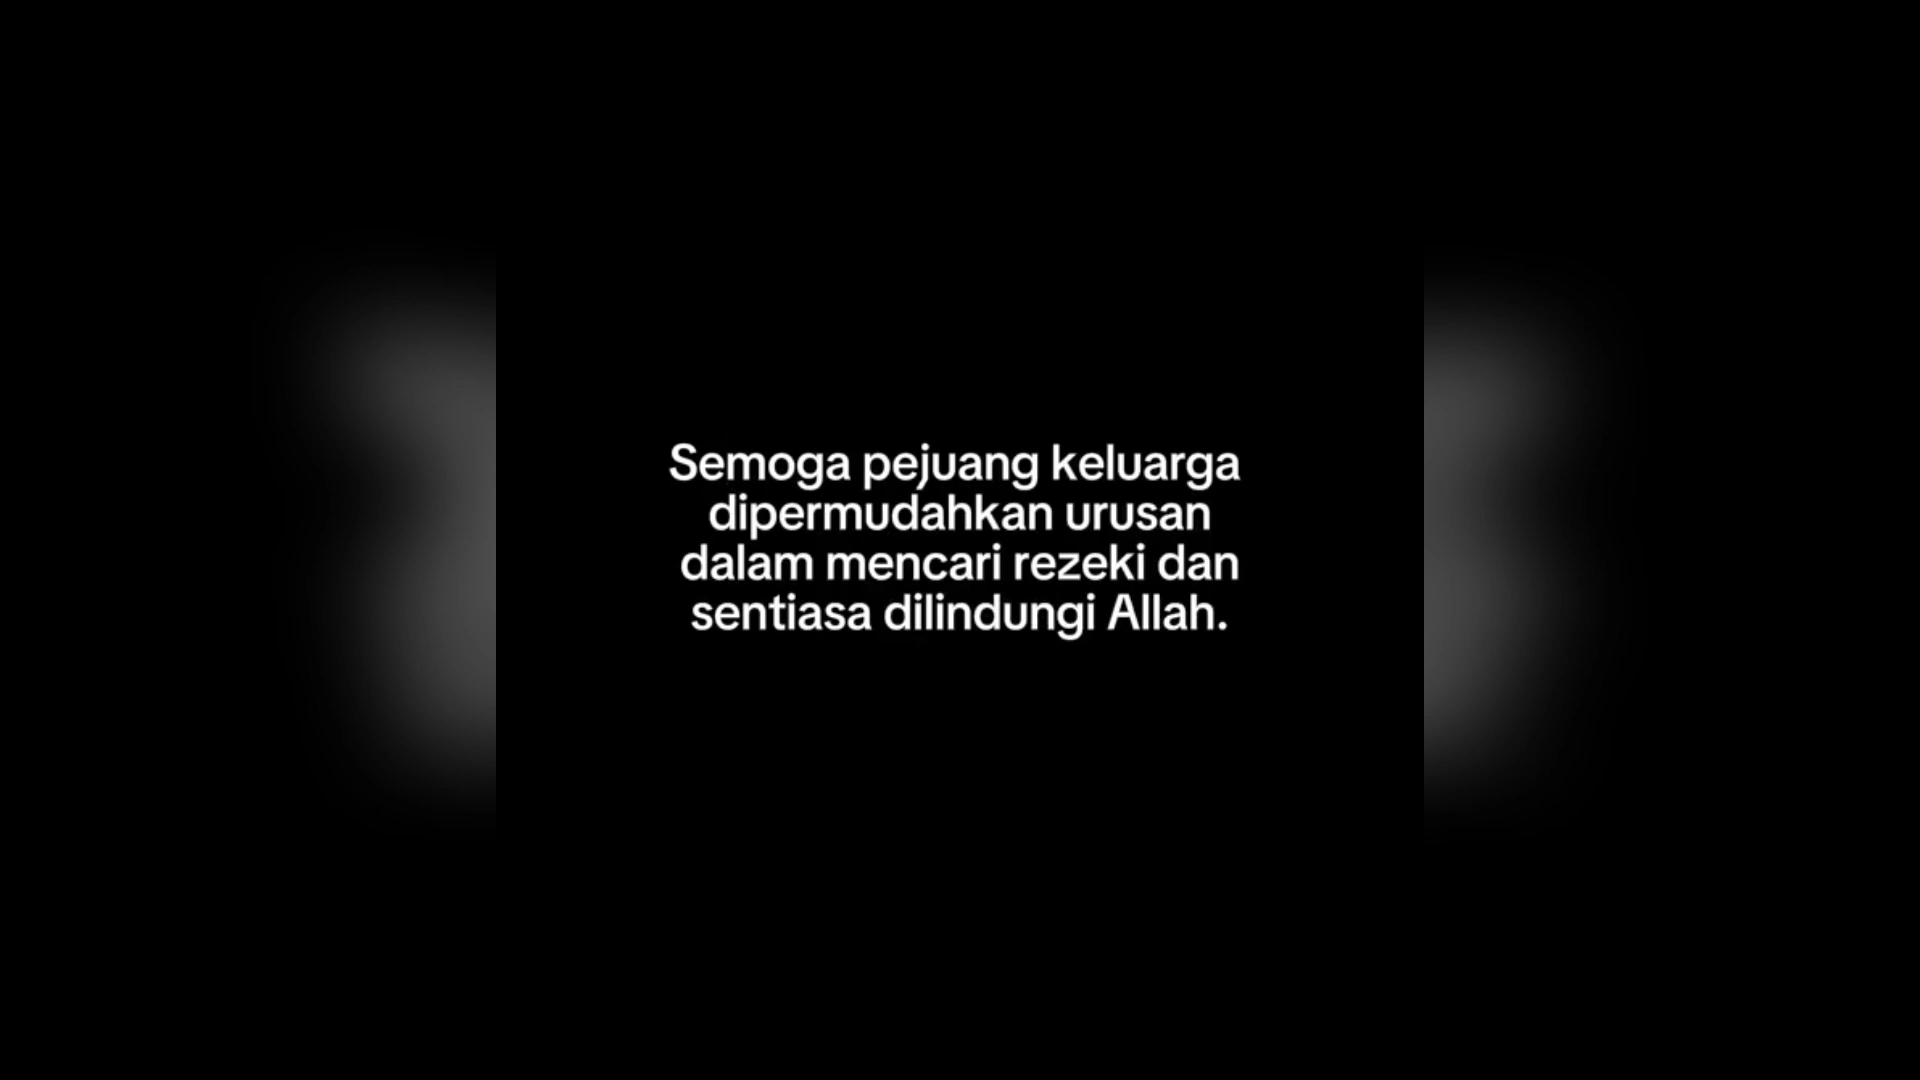 Semoga pejuang keluarga
dipermudahkan urusan
dalam mencari rezeki dan
sentiasa dilindungi Allah.